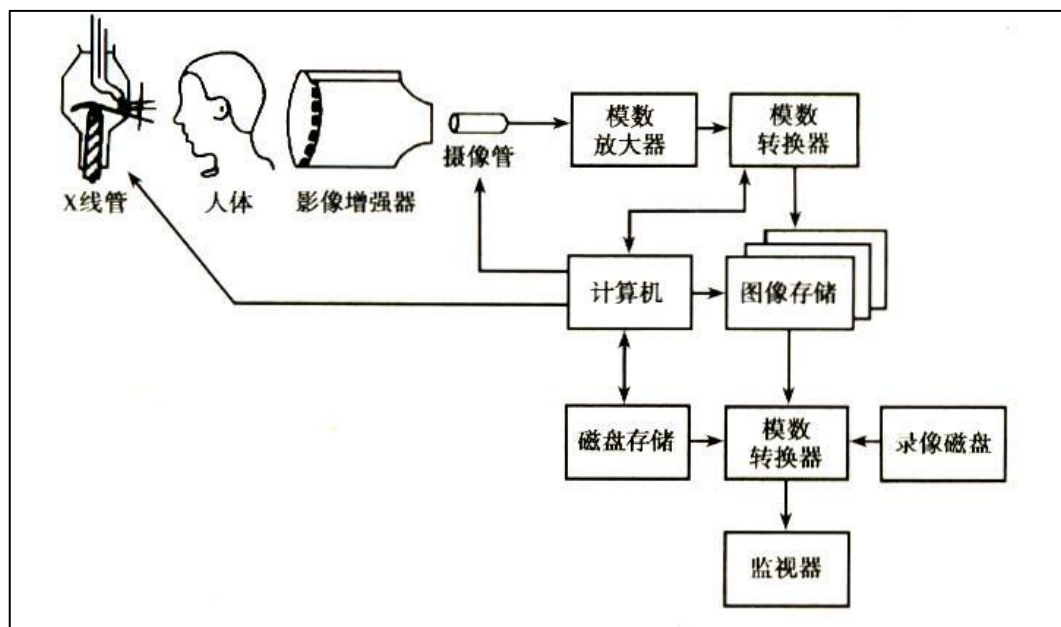 模数
放大器
模数
转换器
摄像管
X线管
人体
影像增强器
计算机
图像存储
磁盘存储
模数
转换器
录像磁盘
监视器